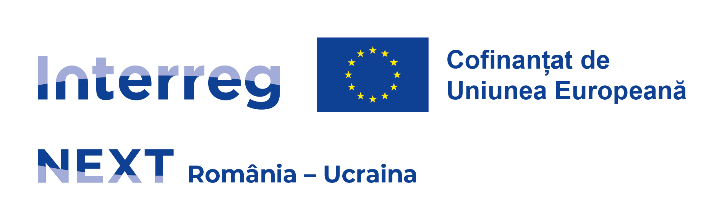 Interreg
Cofinanțat de
Uniunea Europeană
NEXT România – Ucraina